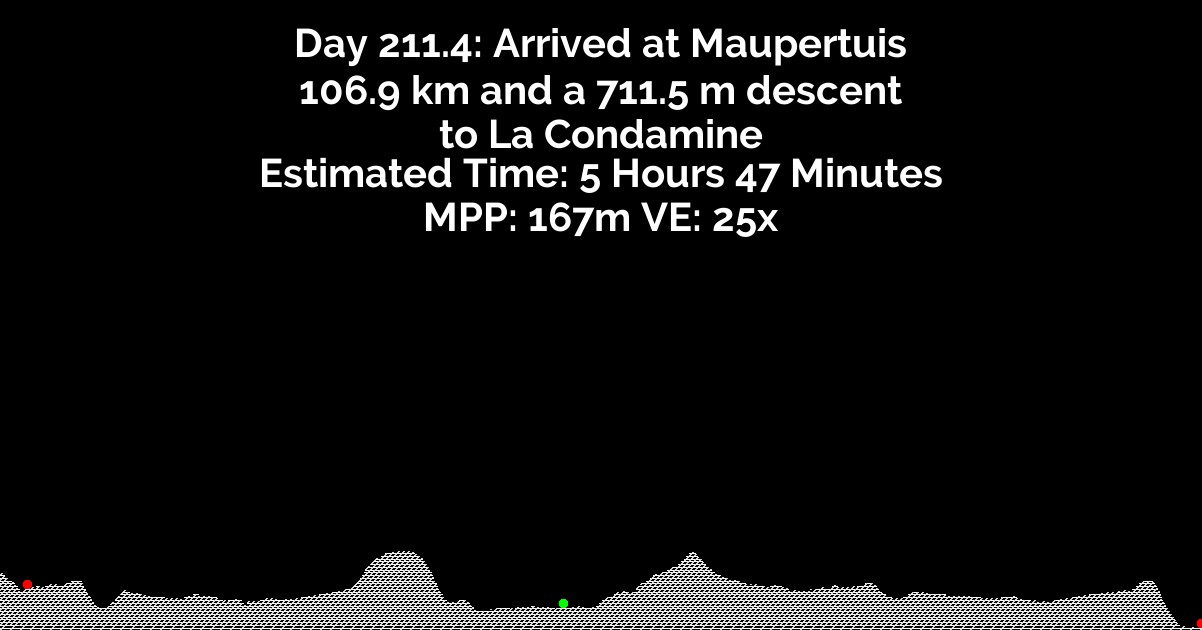 Day 211.4: Arrived at Maupertuis
106.9 km and a 711.5 m descent
to La Condamine
Estimated Time: 5 Hours 47 Minutes
MPP: 167m VE: 25x